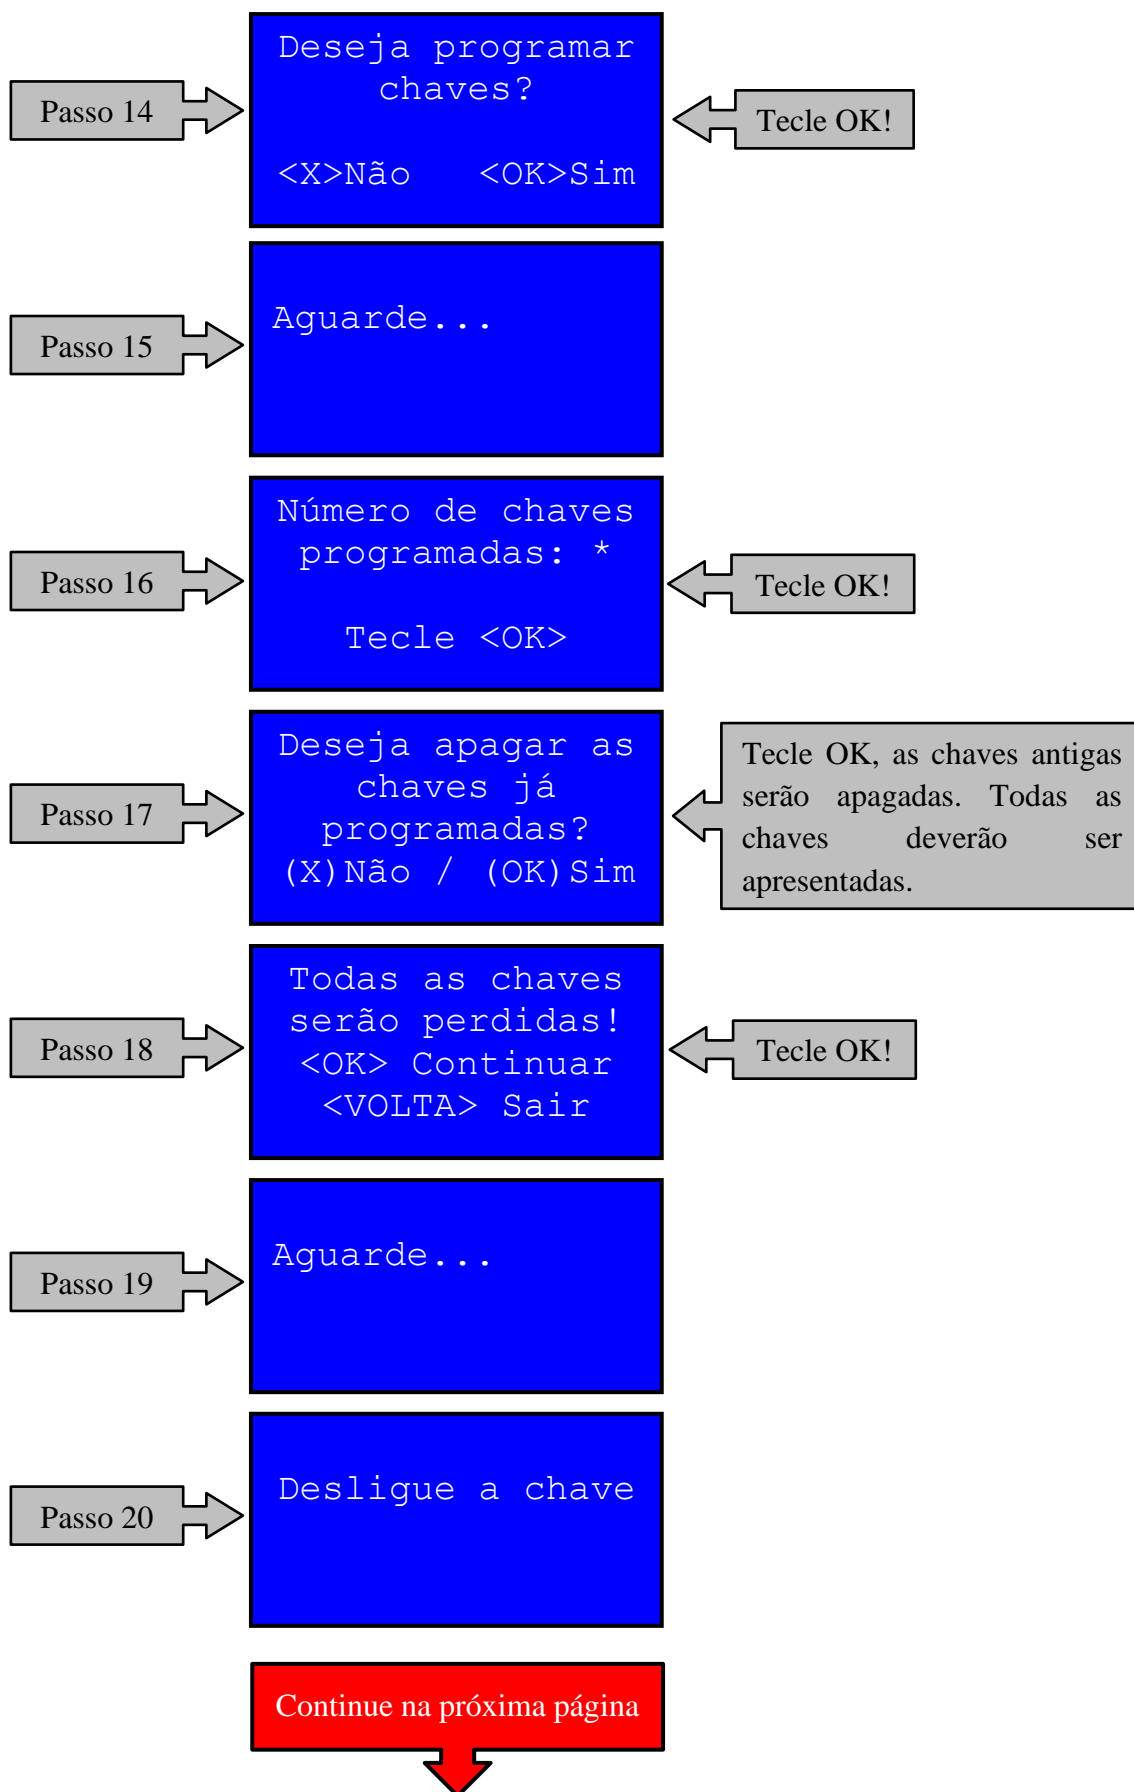 Passo 14
Deseja programar
chaves?
<X>Não <OK>Sim
Tecle OK!
Passo 15
Aguarde...
Passo 16
Número de chaves
programadas: *
Tecle <OK>
Tecle OK!
Passo 17
Deseja apagar as
chaves já
programadas?
(X)Não / (OK)Sim
Tecle OK, as chaves antigas
serão apagadas. Todas as
chaves deverão ser
apresentadas.
Passo 18
Todas as chaves
serão perdidas!
<OK> Continuar
<VOLTA> Sair
Tecle OK!
Passo 19
Aguarde...
Passo 20
Desligue a chave
Continue na próxima página